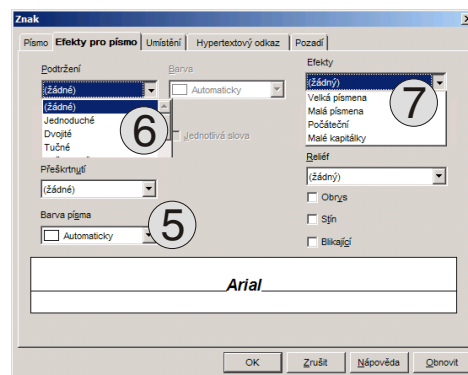 Znak
Písmo Efekty pro písmo Umístění Hypertextový odkaz Pozadí
Podtržení Barva Efekty
(žádné) Automaticky (žádný)
(žádné) Velká písmena
Jednoduché Malá písmena
Dvojité Počáteční
Tučné Malé kapitálky
6 7
Jednotlivá slova
Přeškrtnutí Reliéf
(žádné) (žádný)
Obrys
Barva písma Stín
Automaticky 5 Blikající
Arial
OK Zrušit Nápověda Obnovit